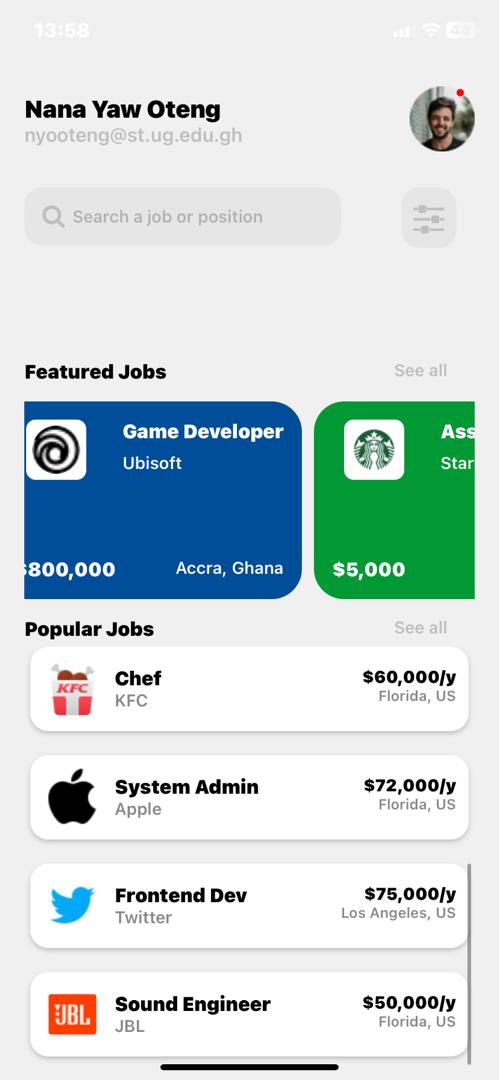 13:58
44
Nana Yaw Oteng
nyooteng@st.ug.edu.gh
Search a job or position
Featured Jobs
See all
Game Developer
Ubisoft
$800,000
Accra, Ghana
Ass
Star
$5,000
Popular Jobs
See all
KFC
Chef
KFC
$60,000/y
Florida, US
System Admin
Apple
$72,000/y
Florida, US
Frontend Dev
Twitter
$75,000/y
Los Angeles, US
JBL
Sound Engineer
JBL
$50,000/y
Florida, US